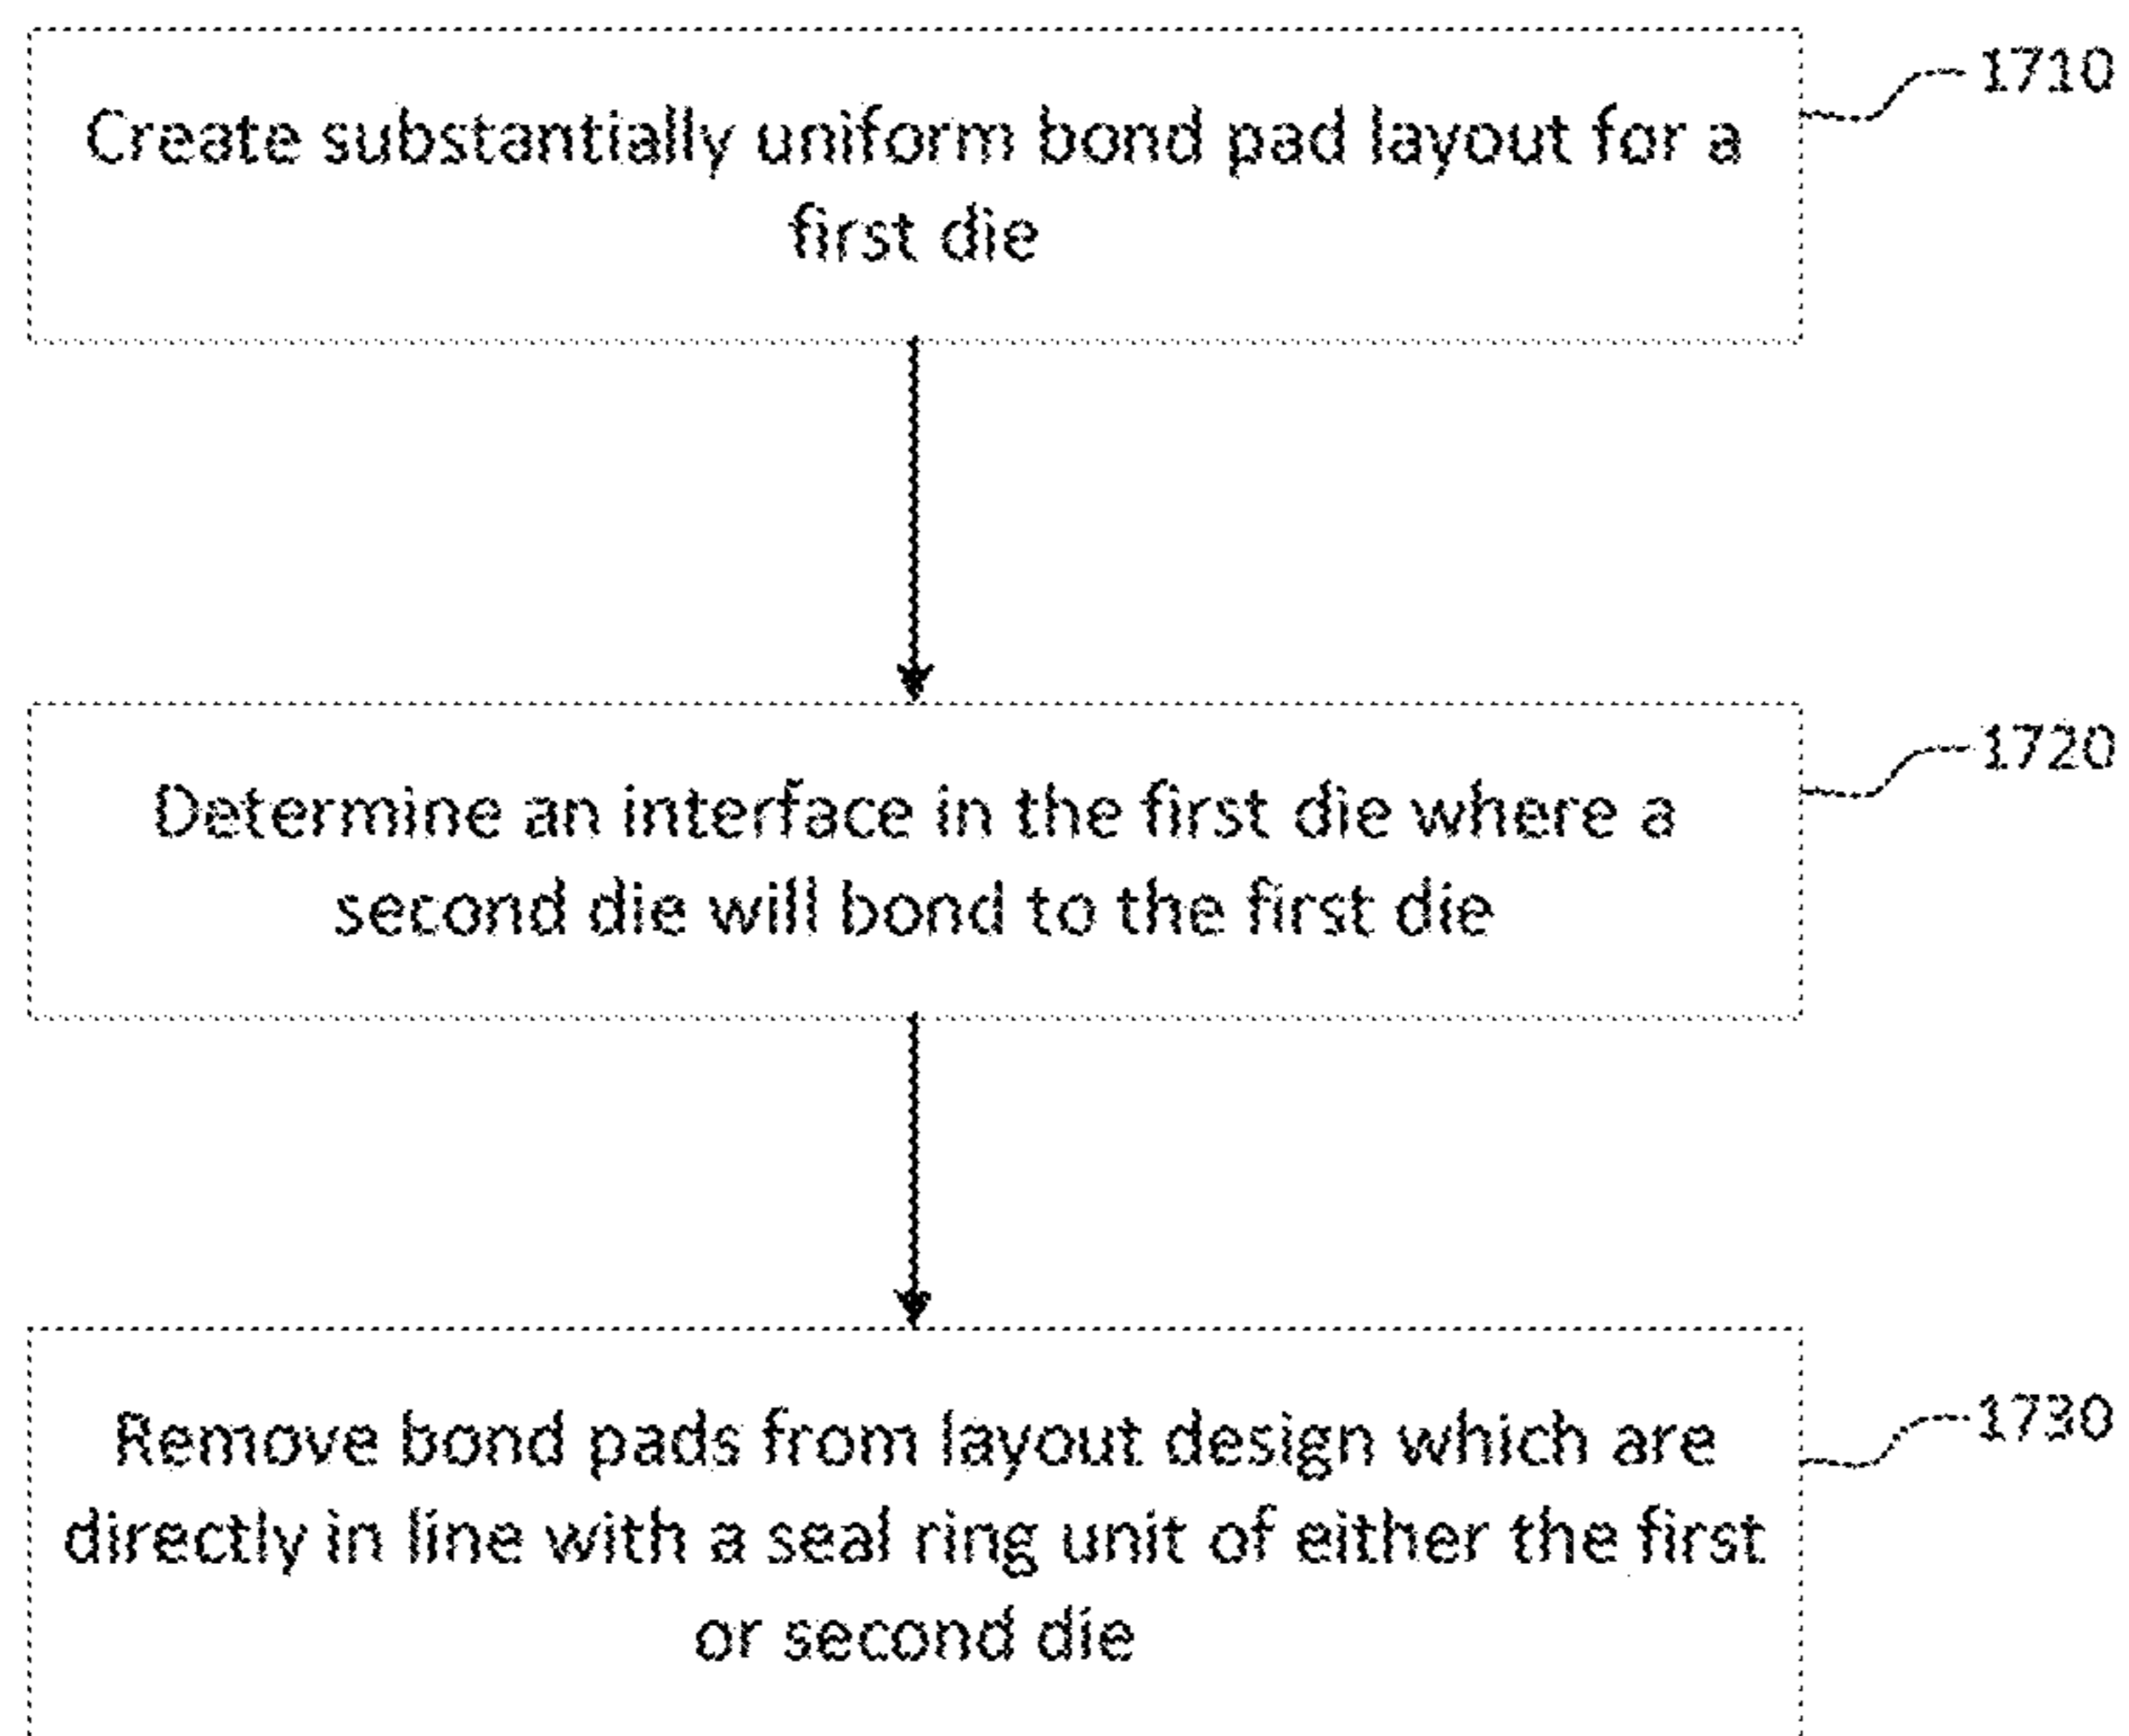 Create substantially uniform bond pad layout for a
first die
1710
Determine an interface in the first die where a
second die will bond to the first die
1720
Remove bond pads from layout design which are
directly in line with a seal ring unit of either the first
or second die
1730